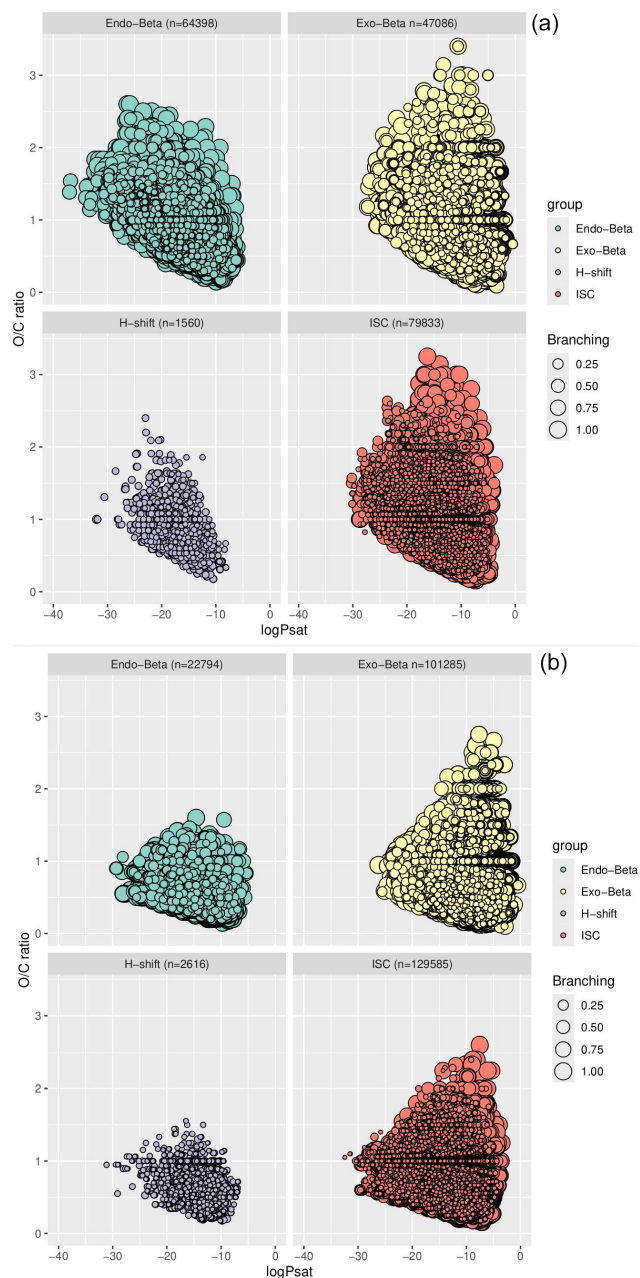 (a)
Endo-Beta (n=64398)
Exo-Beta n=47086
3
2
1
0
O/C ratio
H-shift (n=1560)
ISC (n=79833)
3
2
1
0
−40 −30 −20 −10 0
−40 −30 −20 −10 0
logPsat
group
Endo-Beta
Exo-Beta
H-shift
ISC
Branching
0.25
0.50
0.75
1.00
(b)
Endo-Beta (n=22794)
Exo-Beta n=101285
3
2
1
0
O/C ratio
H-shift (n=2616)
ISC (n=129585)
3
2
1
0
−40 −30 −20 −10 0
−40 −30 −20 −10 0
logPsat
group
Endo-Beta
Exo-Beta
H-shift
ISC
Branching
0.25
0.50
0.75
1.00